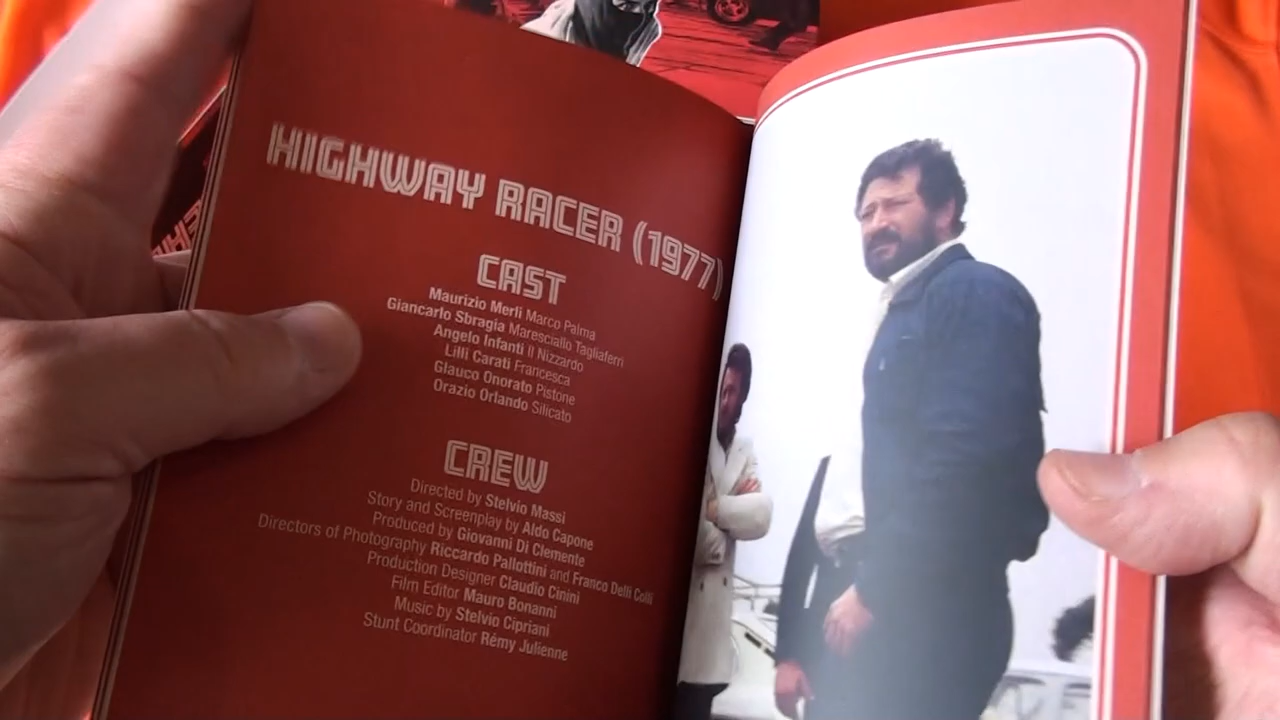 HIGHWAY RACER (1977)
CAST
Maurizio Merli Marco Palma
Giancarlo Sbragia Maresciallo Tagliaferri
Angelo Infanti Il Nizzardo
Lilli Carati Francesca
Glauco Onorato Pistone
Orazio Orlando Silicato
CREW
Directed by Stelvio Massi
Story and Screenplay by Aldo Capone
Produced by Giovanni Di Clemente
Directors of Photography Riccardo Pallottini and Franco Delli Colli
Production Designer Claudio Cinini
Film Editor Mauro Bonanni
Music by Stelvio Cipriani
Stunt Coordinator Rémy Julienne